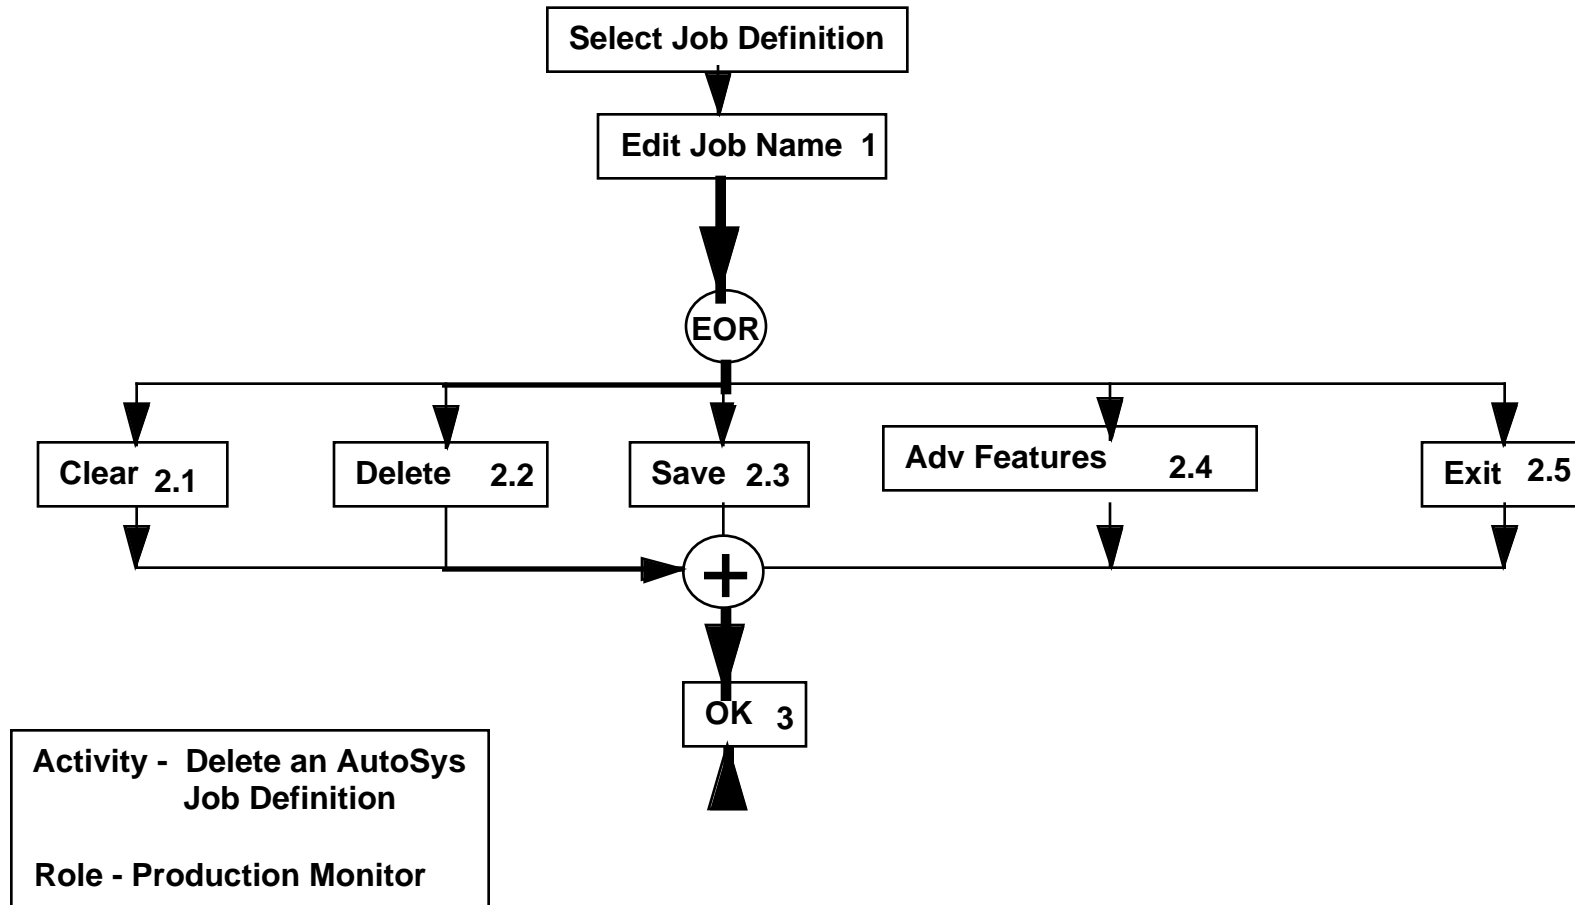 Select Job Definition
Edit Job Name 1
EOR
Clear 2.1
Delete 2.2
Save 2.3
Adv Features 2.4
Exit 2.5
+
OK 3
Activity - Delete an AutoSys
Job Definition
Role - Production Monitor